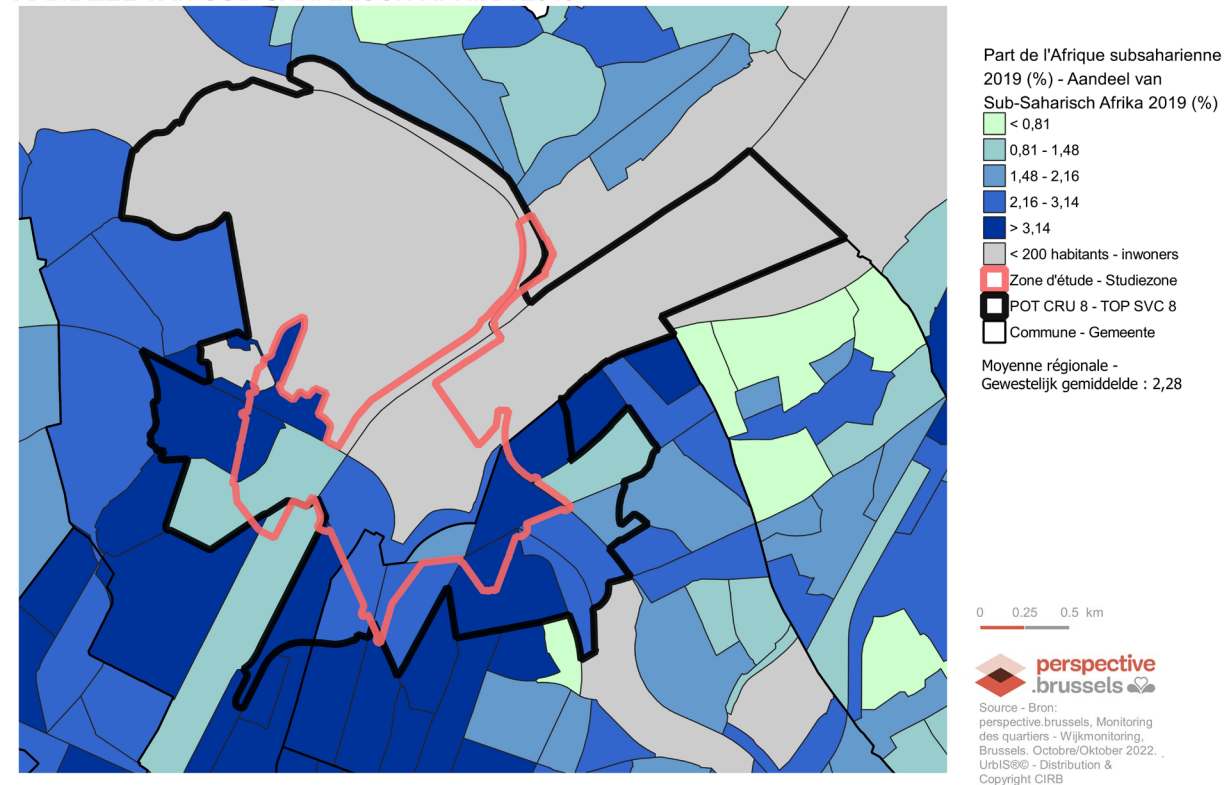 Part de l'Afrique subsaharienne
2019 (%) - Aandeel van
Sub-Saharisch Afrika 2019 (%)
< 0,81
0,81 - 1,48
1,48 - 2,16
2,16 - 3,14
> 3,14
< 200 habitants - inwoners
Zone d'étude - Studiezone
POT CRU 8 - TOP SVC 8
Commune - Gemeente
Moyenne régionale -
Gewestelijk gemiddelde : 2,28
0 0.25 0.5 km
perspective
.brussels
Source - Bron:
perspective.brussels, Monitoring
des quartiers - Wijkmonitoring,
Brussels. Octobre/Oktober 2022.
UrbIS®© - Distribution &
Copyright CIRB